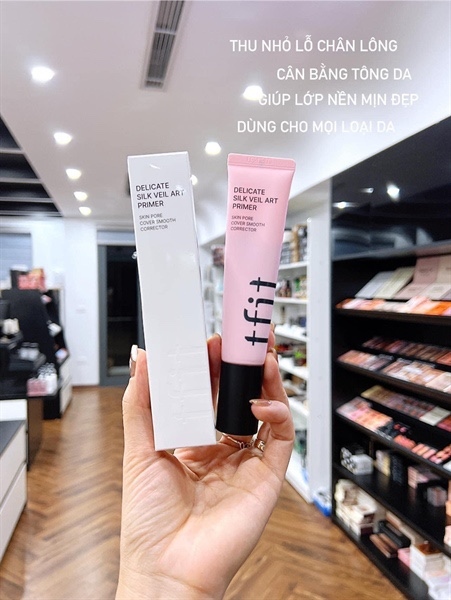 THU NHỎ LỖ CHÂN LÔNG
CÂN BẰNG TÔNG DA
GIÚP LỚP NỀN MỊN ĐẸP
DÙNG CHO MỌI LOẠI DA
DELICATE
SILK VEIL ART
PRIMER
SKIN PORE
COVER SMOOTH
CORRECTOR
DELICATE
SILK VEIL ART
PRIMER
SKIN PORE
COVER SMOOTH
CORRECTOR
tfit